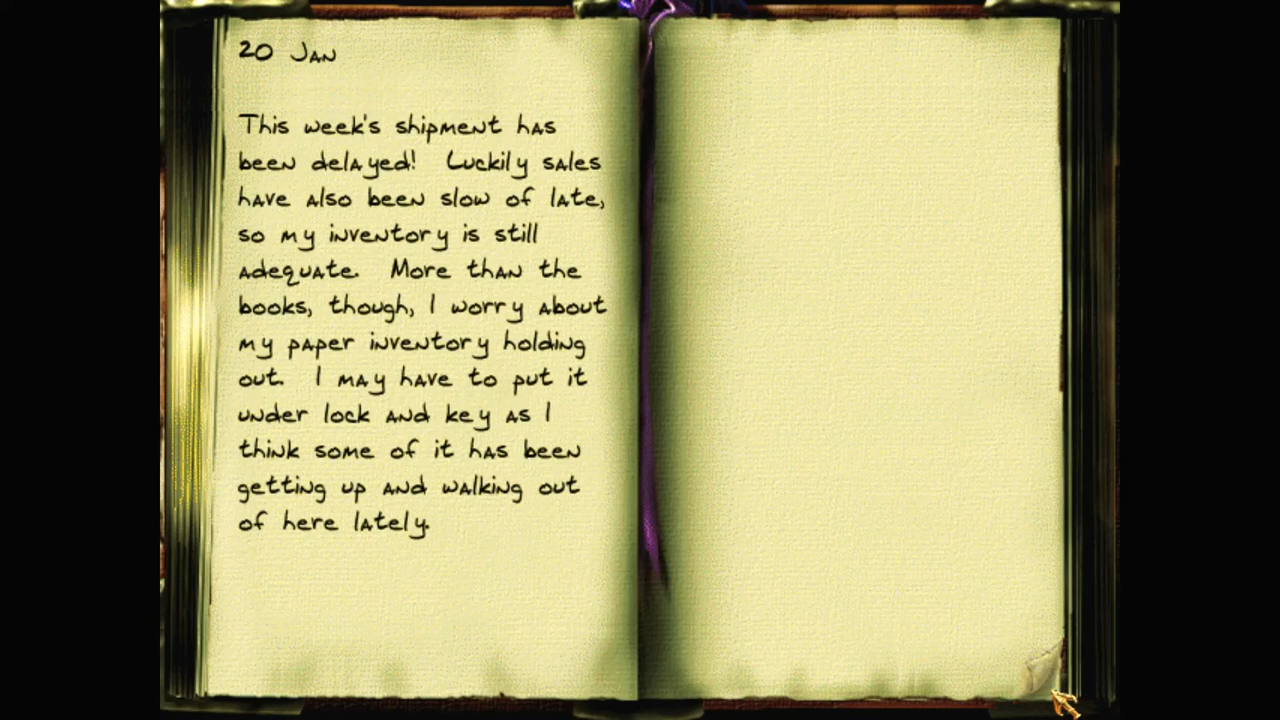 20 Jan
This week's shipment has
been delayed! Luckily sales
have also been slow of late,
so my inventory is still
adequate. More than the
books, though, I worry about
my paper inventory holding
out. I may have to put it
under lock and key as I
think some of it has been
getting up and walking out
of here lately.